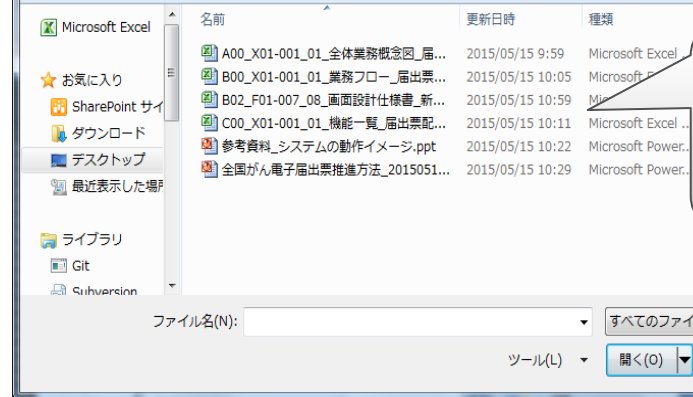 名前 更新日時 種類
Microsoft Excel
A00_X01-001_01_全体業務概念図_届... 2015/05/15 9:59 Microsoft Excel ...
B00_X01-001_01_業務フロー_届出票... 2015/05/15 10:05 Microsoft
B02_F01-007_08_画面設計仕様書_新... 2015/05/15 10:59
C00_X01-001_01_機能一覧_届出票配... 2015/05/15 10:11 Microsoft Excel ...
参考資料_システムの動作イメージ.ppt 2015/05/15 10:22 Microsoft Power...
全国がん電子届出票推進方法_2015051... 2015/05/15 10:29 Microsoft Power...
お気に入り
SharePoint サイ
ダウンロード
デスクトップ
最近表示した場所
ライブラリ
Git
Subversion
ファイル名(N): すべてのファイ
ツール(L) 開く(O)